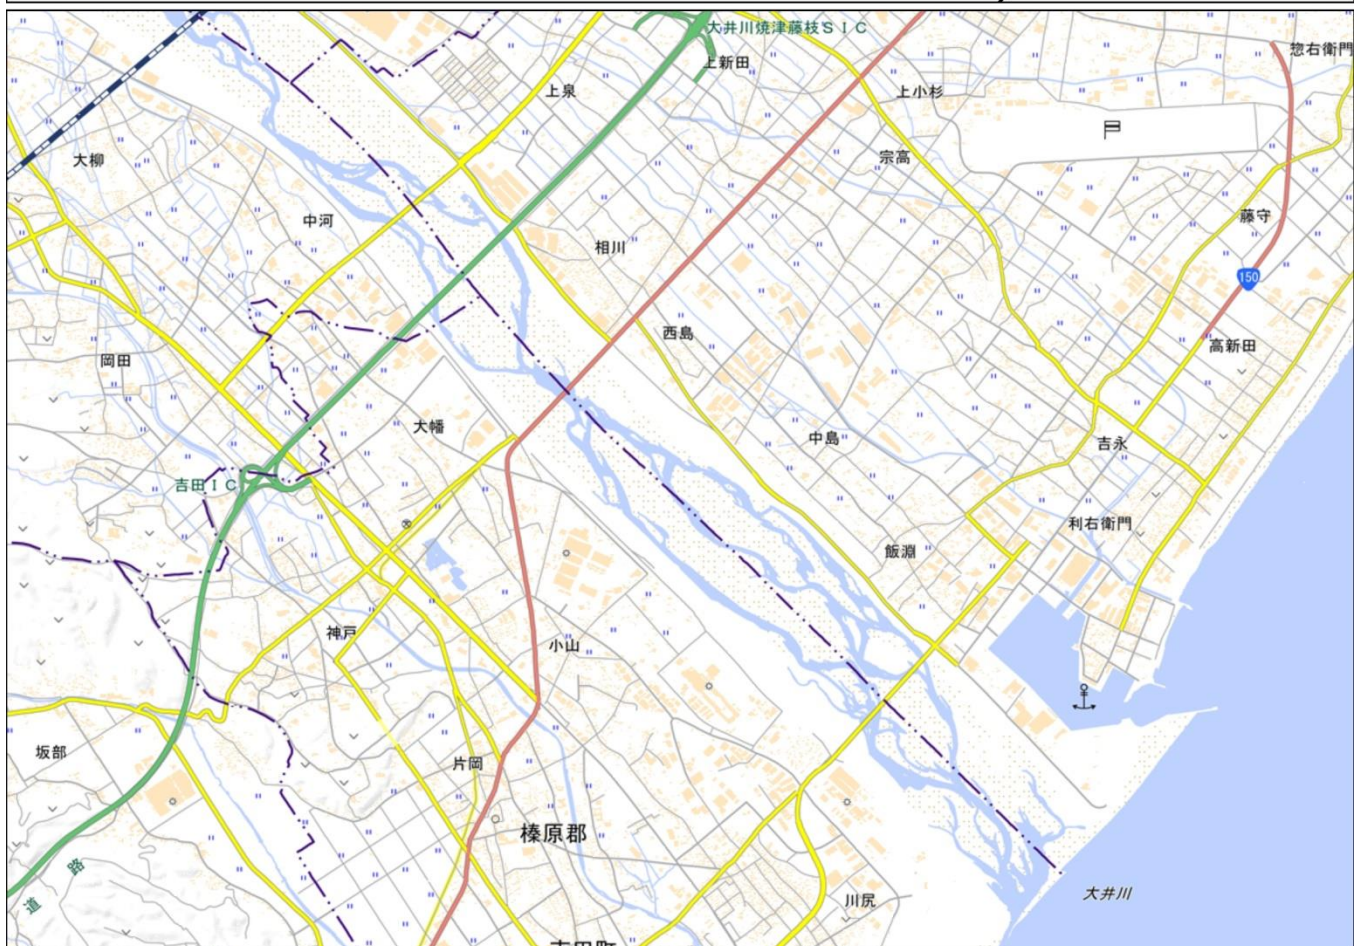 大井川焼津藤枝SIC
惣右衛門
上新田
上泉
上小杉
大柳
宗高
中河
藤守
相川
150
西島
高新田
岡田
大幡
中島
吉永
吉田IC
利右衛門
飯淵
神戸
小山
坂部
片岡
榛原郡
路
道
大井川
川尻